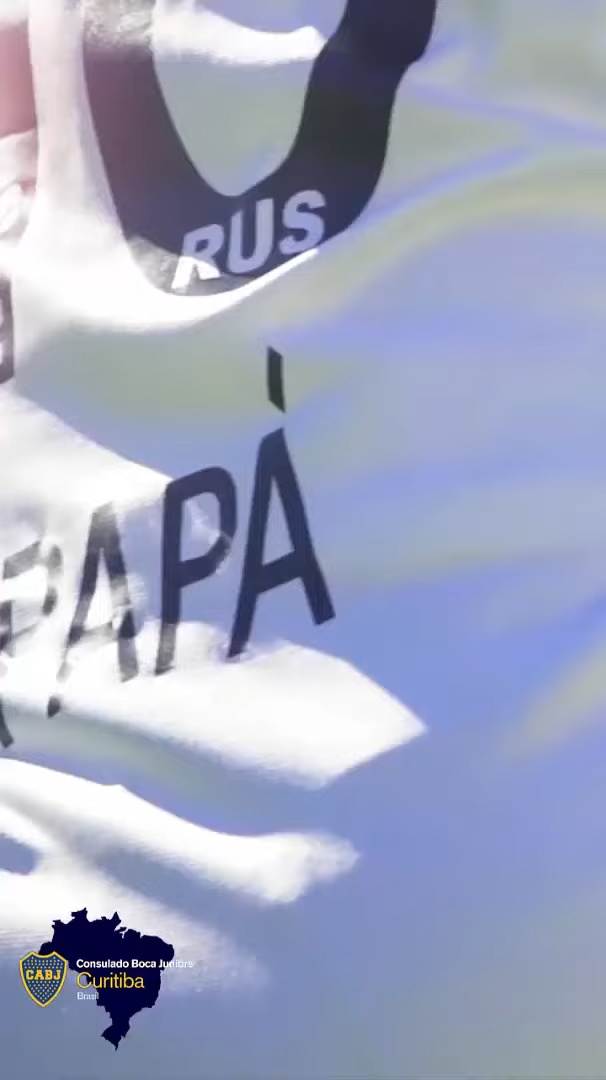 RUS
PAPÁ
CABJ
Consulado Boca Juniors
Curitiba
Brasil